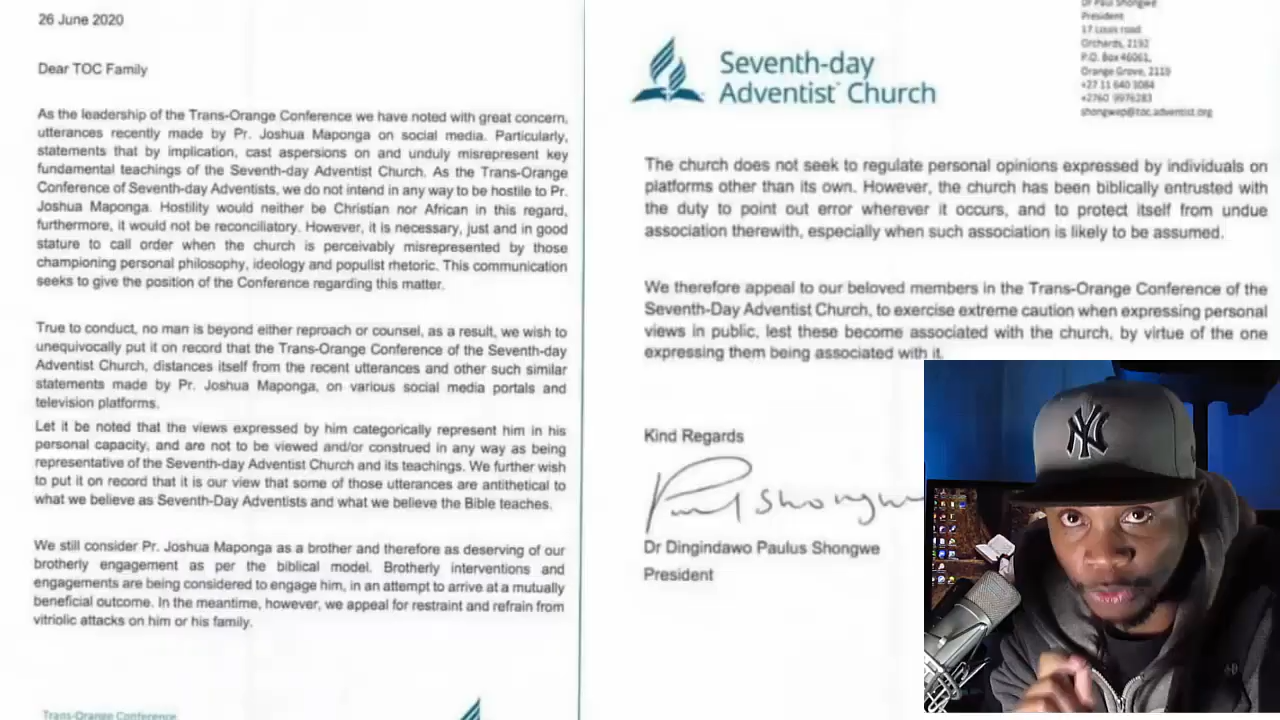 26 June 2020
Dear TOC Family
As the leadership of the Trans-Orange Conference we have noted with great concern,
utterances recently made by Pr. Joshua Maponga on social media. Particularly,
statements that by implication, cast aspersions on and unduly misrepresent key
fundamental teachings of the Seventh-day Adventist Church. As the Trans-Orange
Conference of Seventh-day Adventists, we do not intend in any way to be hostile to Pr.
Joshua Maponga. Hostility would neither be Christian nor African in this regard,
furthermore, it would not be reconciliatory. However, it is necessary, just and in good
stature to call order when the church is perceivably misrepresented by those
championing personal philosophy, ideology and populist rhetoric. This communication
seeks to give the position of the Conference regarding this matter.
True to conduct, no man is beyond either reproach or counsel, as a result, we wish to
unequivocally put it on record that the Trans-Orange Conference of the Seventh-day
Adventist Church, distances itself from the recent utterances and other such similar
statements made by Pr. Joshua Maponga, on various social media portals and
television platforms.
Let it be noted that the views expressed by him categorically represent him in his
personal capacity, and are not to be viewed and/or construed in any way as being
representative of the Seventh-day Adventist Church and its teachings. We further wish
to put it on record that it is our view that some of those utterances are antithetical to
what we believe as Seventh-Day Adventists and what we believe the Bible teaches.
We still consider Pr. Joshua Maponga as a brother and therefore as deserving of our
brotherly engagement as per the biblical model. Brotherly interventions and
engagements are being considered to engage him, in an attempt to arrive at a mutually
beneficial outcome. In the meantime, however, we appeal for restraint and refrain from
vitriolic attacks on him or his family.
Trans-Orange Conference
Seventh-day
Adventist Church
Dr Paul Shongwe
President
17 Louis road
Orchards, 2192
P.O. Box 46061,
Orange Grove, 2119
+27 11 640 3084
+2760 9976283
shongwep@toc.adventist.org
The church does not seek to regulate personal opinions expressed by individuals on
platforms other than its own. However, the church has been biblically entrusted with
the duty to point out error wherever it occurs, and to protect itself from undue
association therewith, especially when such association is likely to be assumed.
We therefore appeal to our beloved members in the Trans-Orange Conference of the
Seventh-Day Adventist Church, to exercise extreme caution when expressing personal
views in public, lest these become associated with the church, by virtue of the one
expressing them being associated with it.
Kind Regards
Paul Shongw
Dr Dingindawo Paulus Shongwe
President
NY